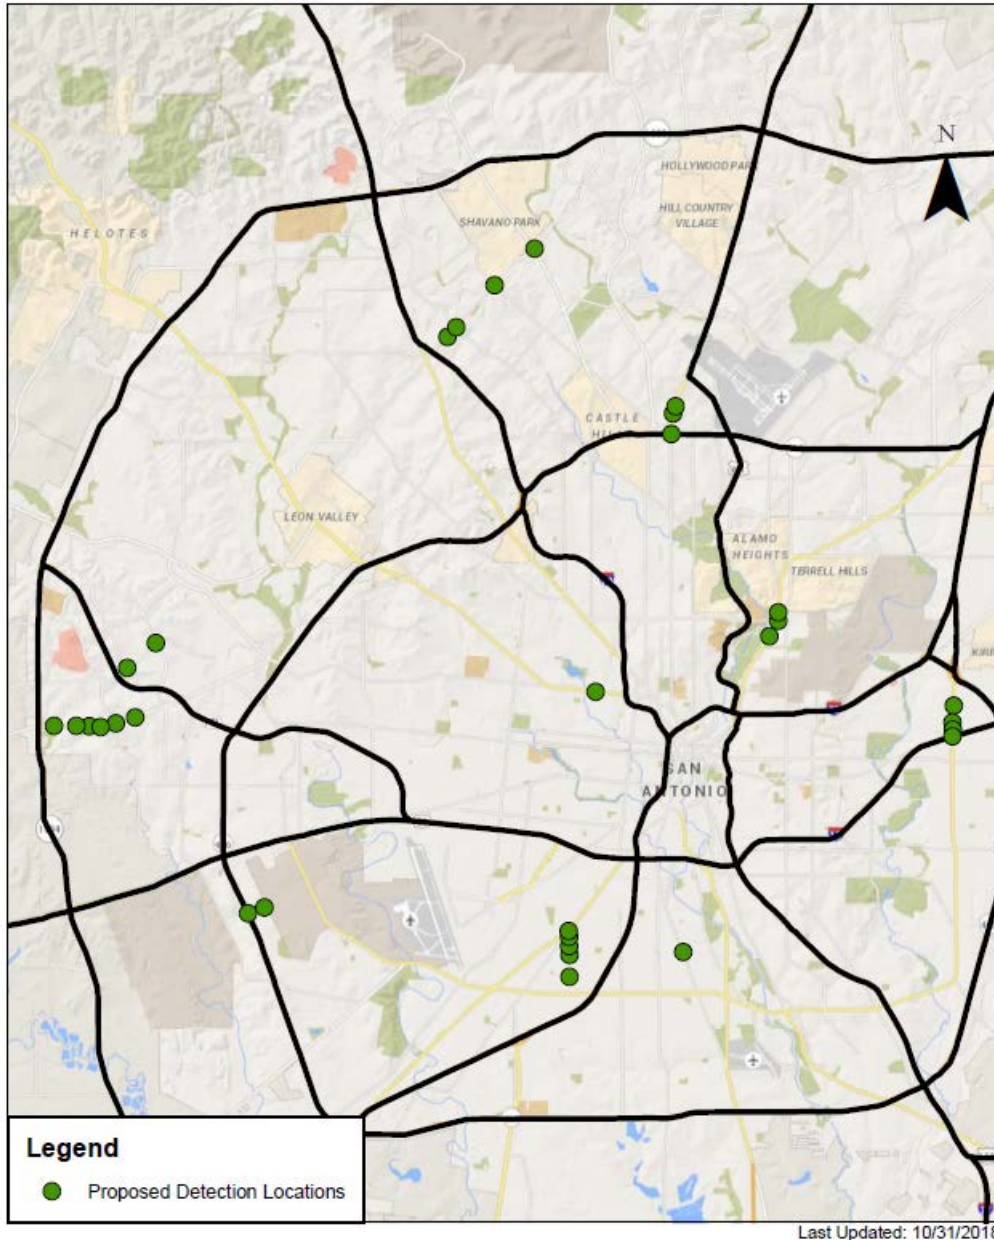 N
HOLLYWOOD PARK
HELOTES
SHAVANO PARK
HILL COUNTRY
VILLAGE
CASTLE
HILLS
LEON VALLEY
ALAMO
HEIGHTS
TERRELL HILLS
SAN
ANTONIO
Legend
Proposed Detection Locations
Last Updated: 10/31/2018